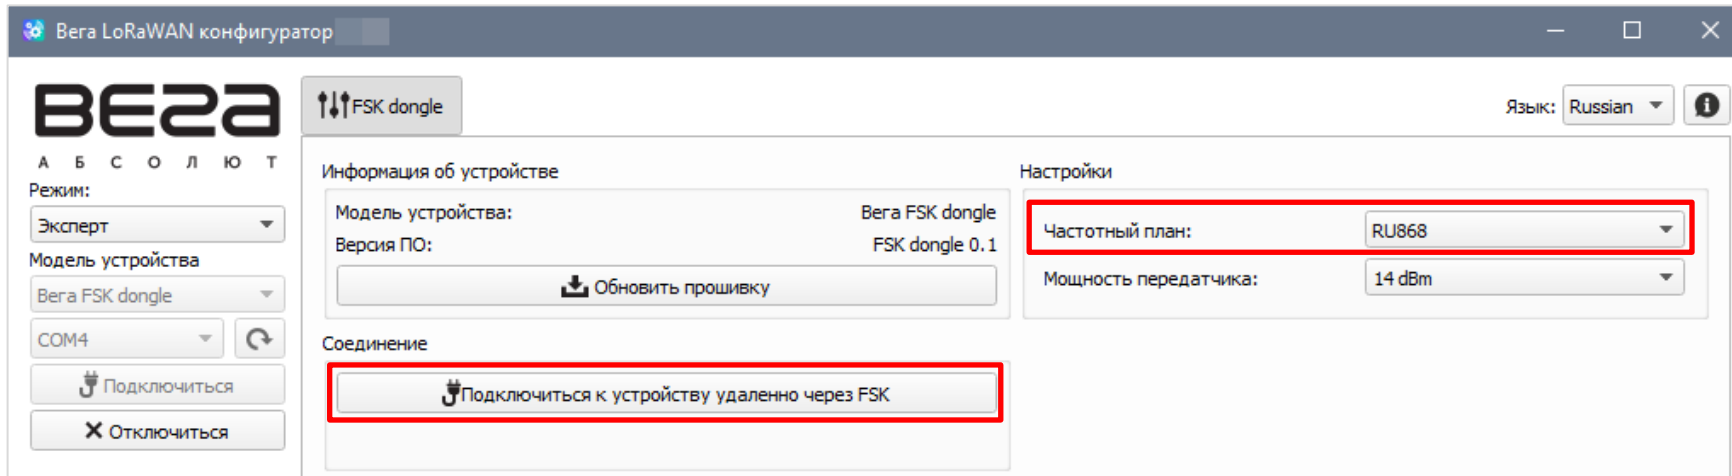 Вега LoRaWAN конфигуратор
ВЕГА
АБСОЛЮТ
Режим:
Эксперт
Модель устройства
Вега FSK dongle
COM4
Подключиться
Отключиться
FSK dongle
Язык: Russian
Информация об устройстве
Модель устройства: Вега FSK dongle
Версия ПО: FSK dongle 0.1
Обновить прошивку
Соединение
Подключиться к устройству удаленно через FSK
Настройки
Частотный план: RU868
Мощность передатчика: 14 dBm